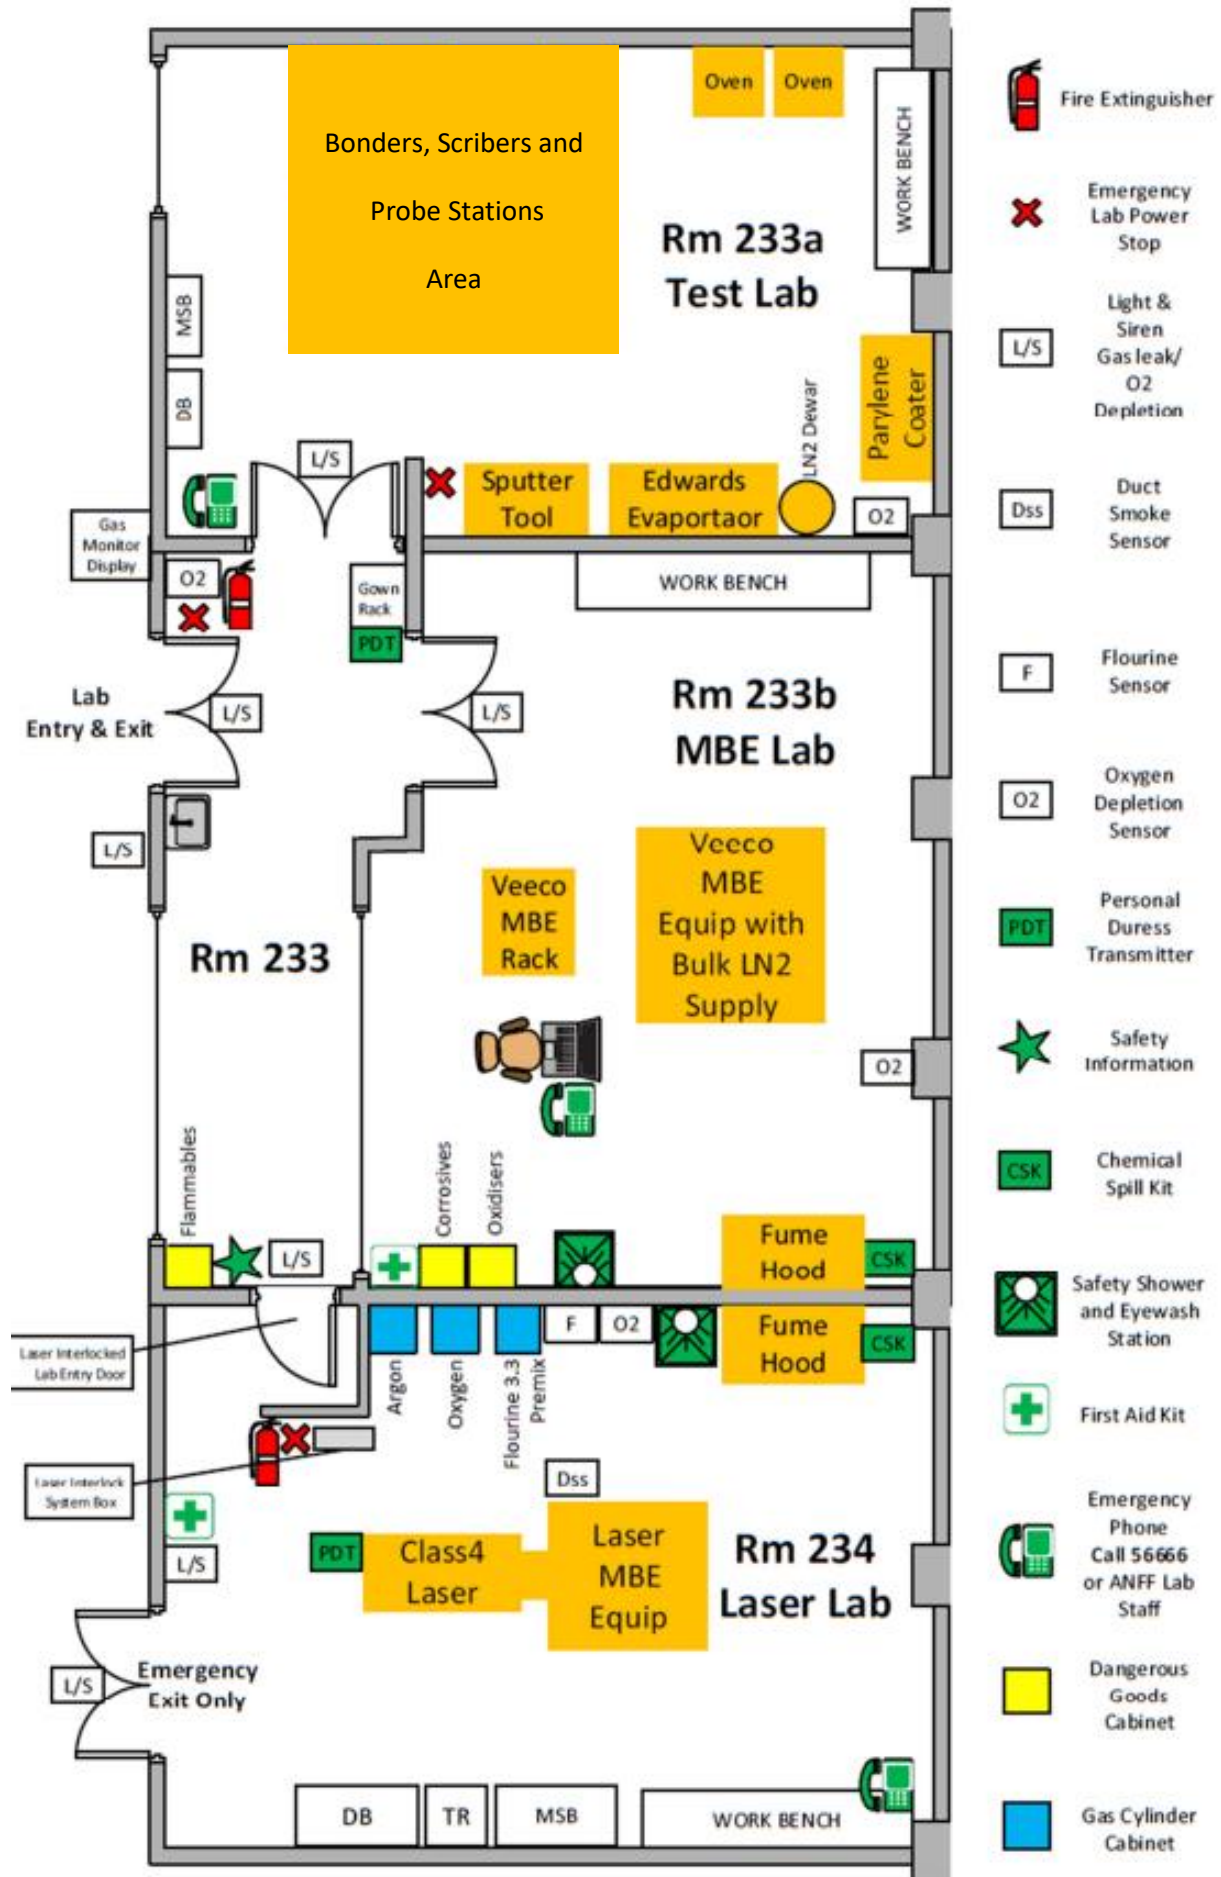 Bonders, Scribers and
Probe Stations
Area
Oven
Oven
WORK BENCH
Rm 233a
Test Lab
MSB
DB
L/S
Parylene
Coater
LN2 Dewar
Sputter
Tool
Edwards
Evaportaor
O2
Gas
Monitor
Display
O2
Gown
Rack
PDT
WORK BENCH
Lab
Entry & Exit
L/S
L/S
Rm 233b
MBE Lab
L/S
Rm 233
Veeco
MBE
Rack
Veeco
MBE
Equip with
Bulk LN2
Supply
O2
Flammables
L/S
Corrosives
Oxidisers
Fume
Hood
CSK
Laser Interlocked
Lab Entry Door
Argon
Oxygen
Flourine 3.3
Premix
F
O2
Fume
Hood
CSK
Laser Interlock
System Box
Dss
L/S
PDT
Class4
Laser
Laser
MBE
Equip
Rm 234
Laser Lab
L/S
Emergency
Exit Only
DB
TR
MSB
WORK BENCH
Fire Extinguisher
Emergency
Lab Power
Stop
L/S
Light &
Siren
Gas leak/
O2
Depletion
Dss
Duct
Smoke
Sensor
F
Flourine
Sensor
O2
Oxygen
Depletion
Sensor
PDT
Personal
Duress
Transmitter
Safety
Information
CSK
Chemical
Spill Kit
Safety Shower
and Eyewash
Station
First Aid Kit
Emergency
Phone
Call 56666
or ANFF Lab
Staff
Dangerous
Goods
Cabinet
Gas Cylinder
Cabinet